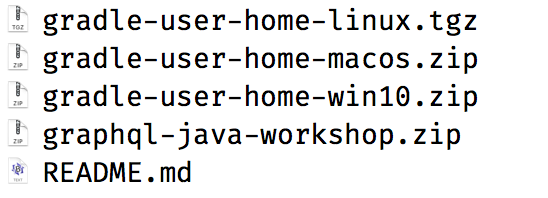 gradle-user-home-linux.tgz
gradle-user-home-macos.zip
gradle-user-home-win10.zip
graphql-java-workshop.zip
README.md